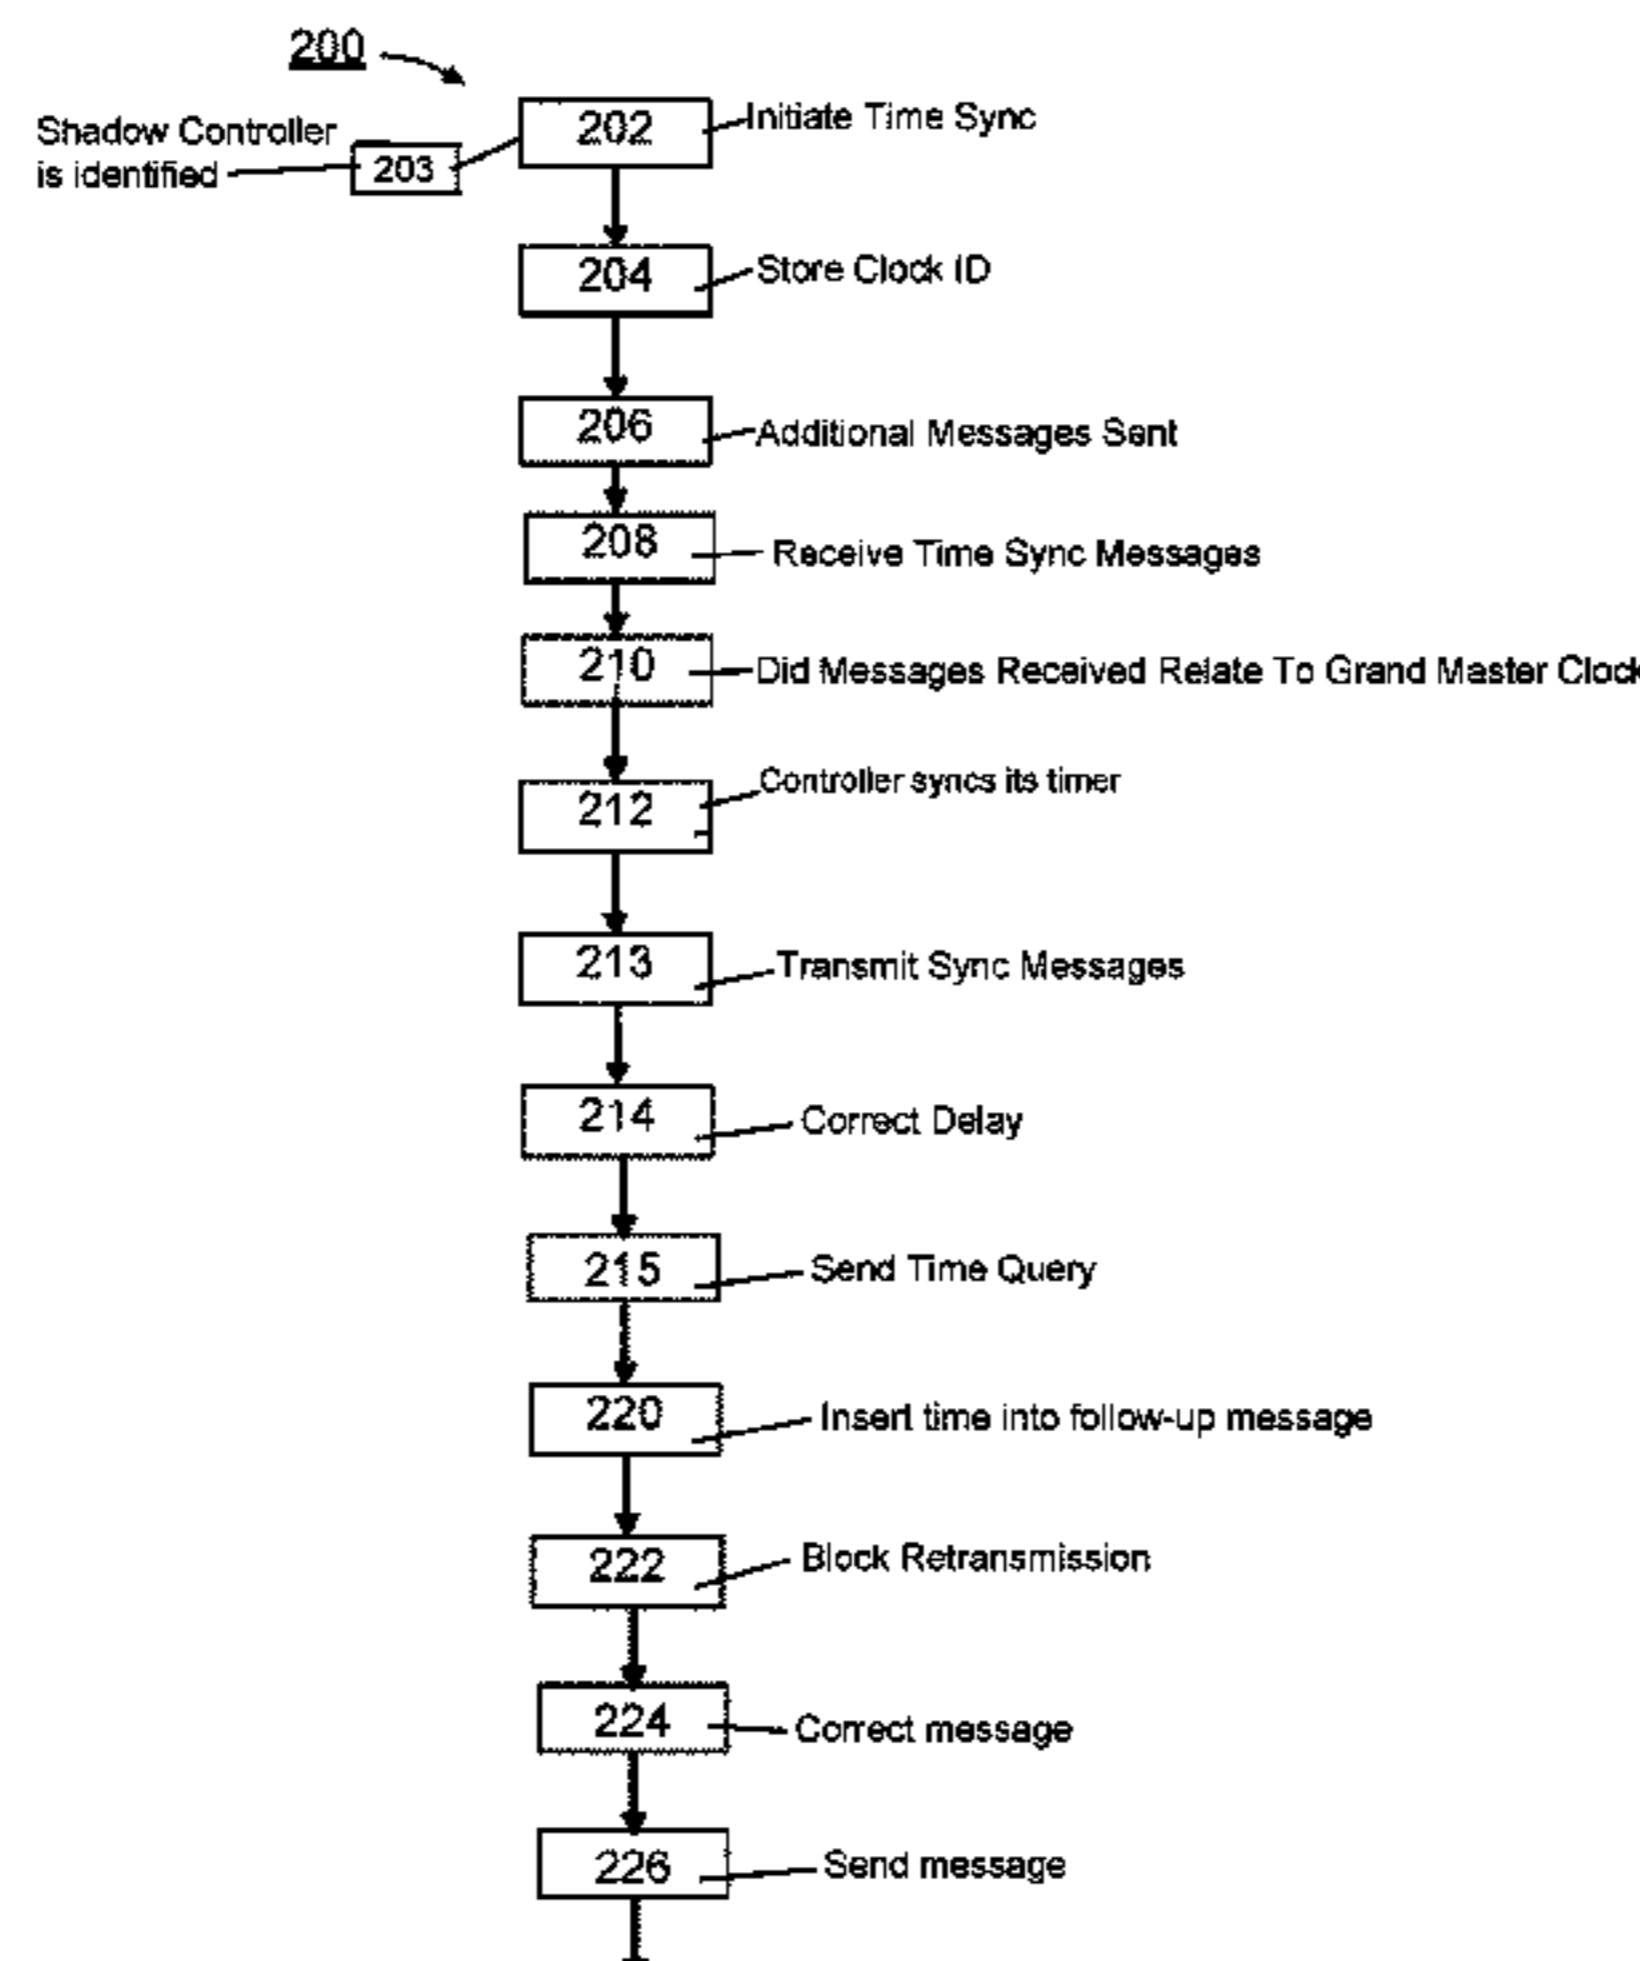 200
202
Initiate Time Sync
Shadow Controller
is identified
203
204
Store Clock ID
206
Additional Messages Sent
208
Receive Time Sync Messages
210
Did Messages Received Relate To Grand Master Clock
212
Controller syncs its timer
213
Transmit Sync Messages
214
Correct Delay
215
Send Time Query
220
Insert time into follow-up message
222
Block Retransmission
224
Correct message
226
Send message